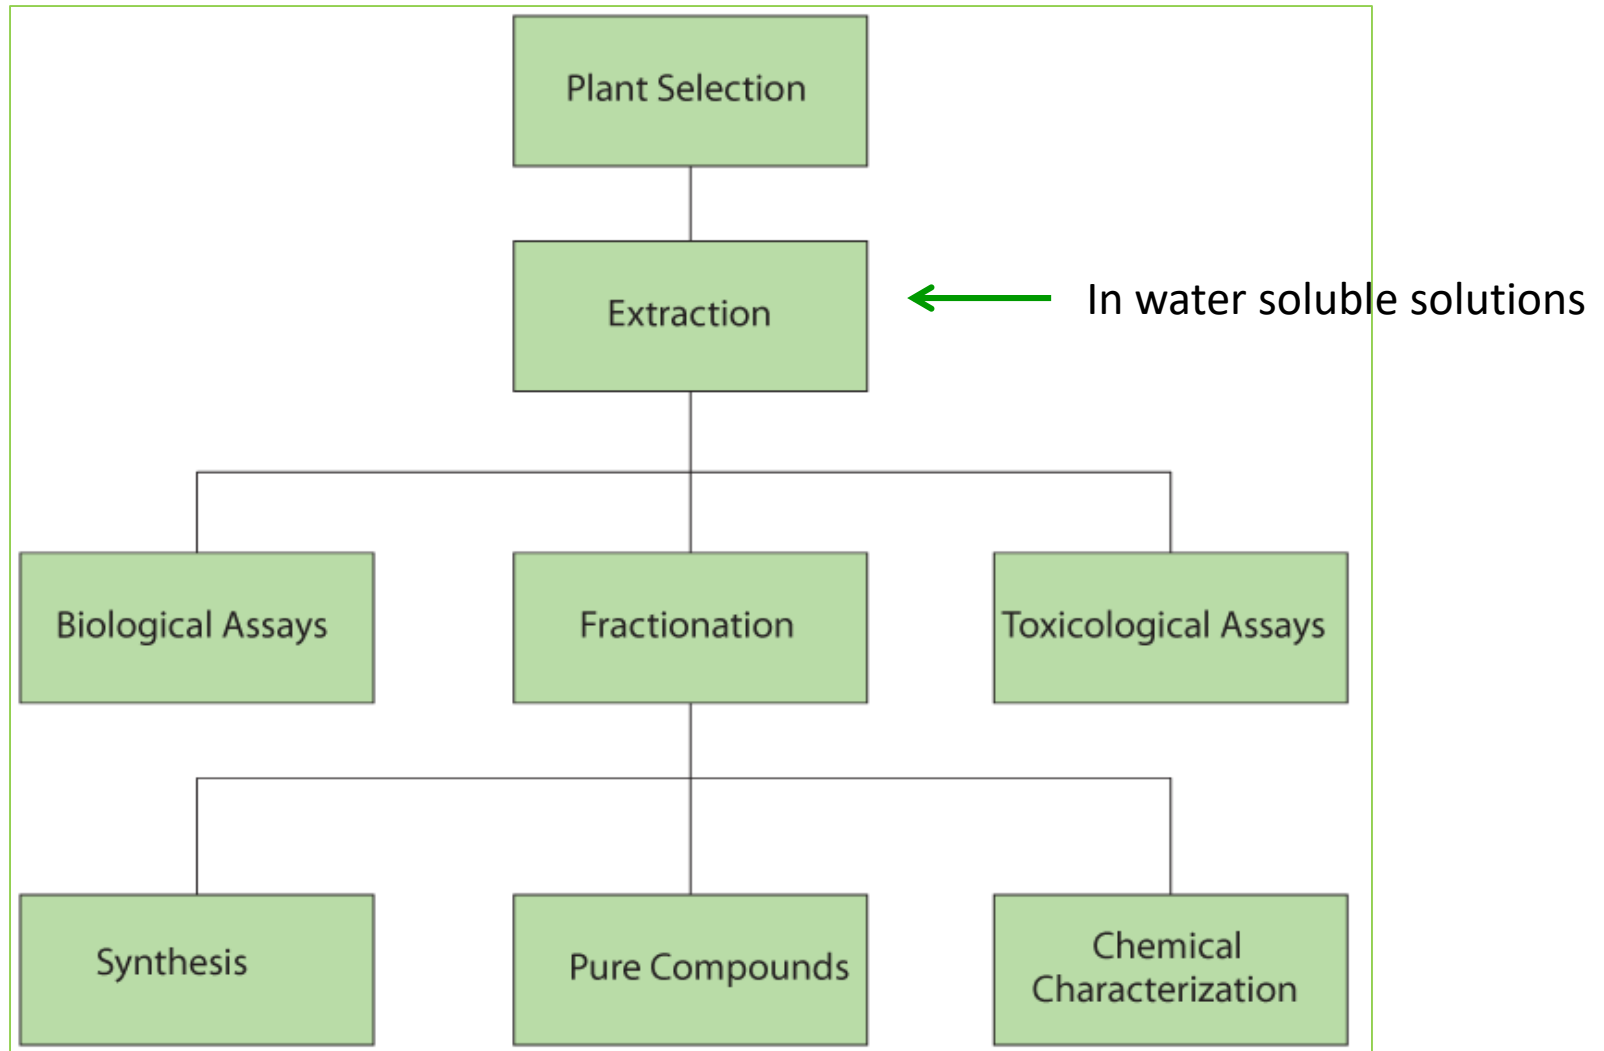 Plant Selection
Extraction
In water soluble solutions
Biological Assays
Fractionation
Toxicological Assays
Synthesis
Pure Compounds
Chemical
Characterization